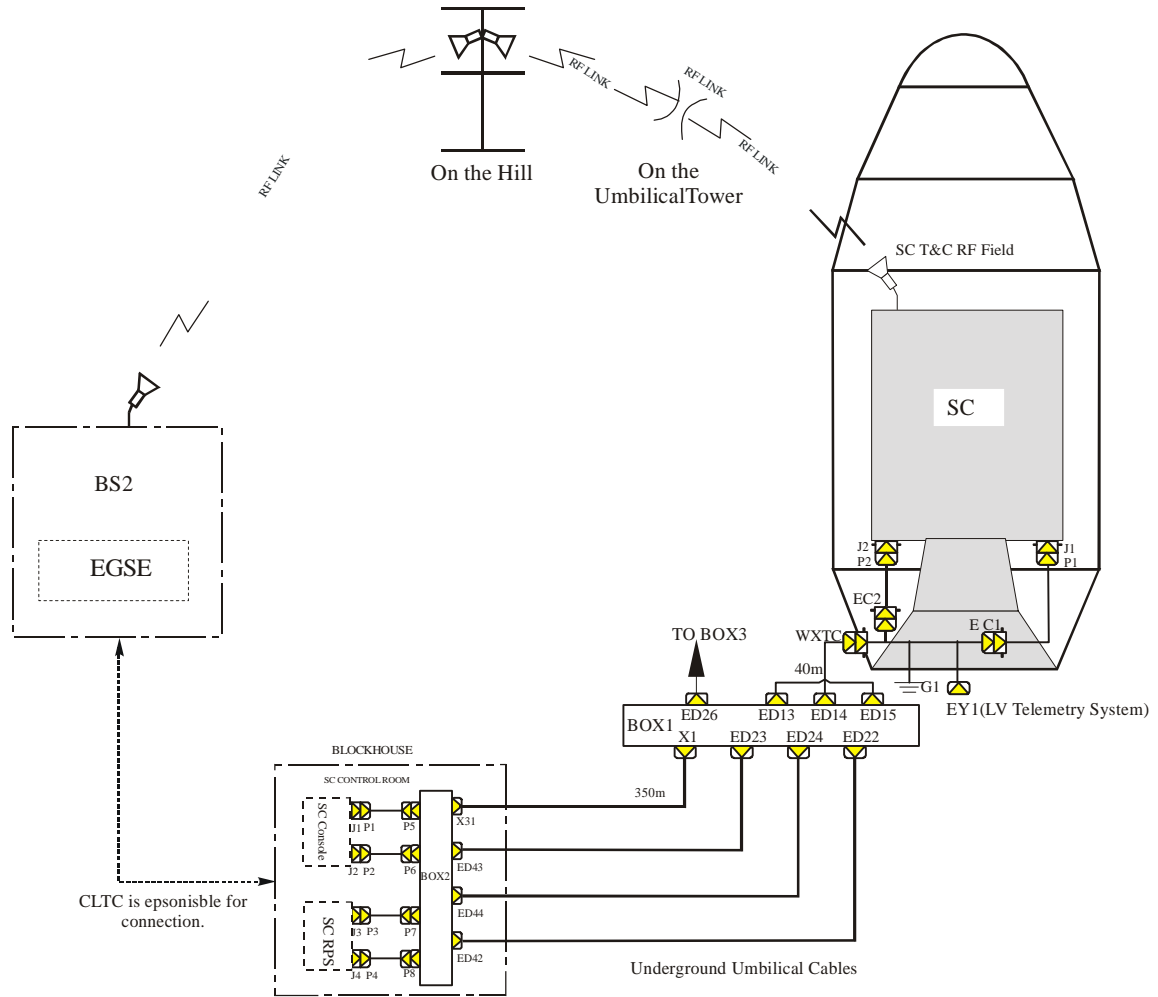 RF LINK
RF LINK
RF LINK
On the Hill
On the
UmbilicalTower
RF LINK
SC T&C RF Field
SC
BS2
EGSE
J2
P2
J1
P1
EC2
E C1
WXTC
TO BOX3
40m
G1
EY1(LV Telemetry System)
ED26
ED13
ED14
ED15
BOX1
X1
ED23
ED24
ED22
BLOCKHOUSE
SC CONTROL ROOM
350m
SC Console
J1
P1
P5
X31
J2
P2
P6
ED43
BOX2
ED44
SC RPS
J3
P3
P7
ED42
J4
P4
P8
CLTC is epsonisble for
connection.
Underground Umbilical Cables